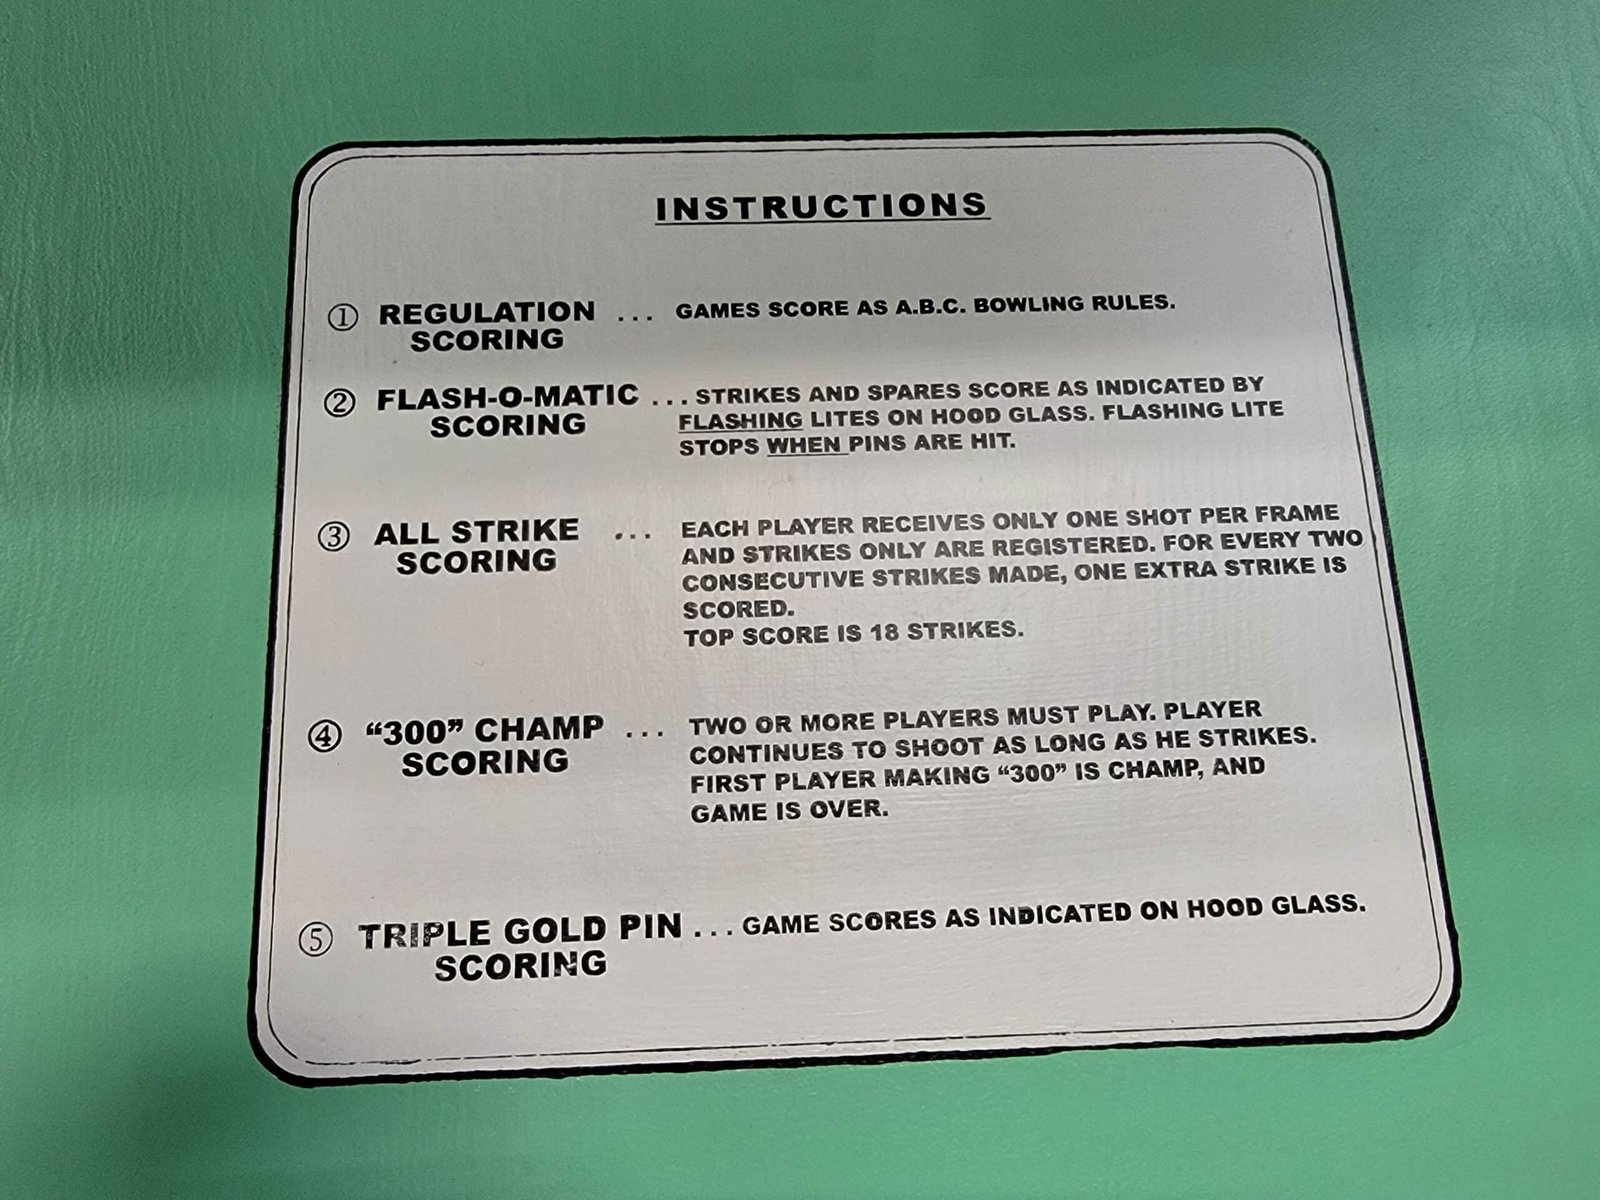 INSTRUCTIONS
① REGULATION ... GAMES SCORE AS A.B.C. BOWLING RULES.
SCORING
② FLASH-O-MATIC ... STRIKES AND SPARES SCORE AS INDICATED BY
SCORING FLASHING LITES ON HOOD GLASS. FLASHING LITE
STOPS WHEN PINS ARE HIT.
③ ALL STRIKE ... EACH PLAYER RECEIVES ONLY ONE SHOT PER FRAME
SCORING AND STRIKES ONLY ARE REGISTERED. FOR EVERY TWO
CONSECUTIVE STRIKES MADE, ONE EXTRA STRIKE IS
SCORED.
TOP SCORE IS 18 STRIKES.
④ “300” CHAMP ... TWO OR MORE PLAYERS MUST PLAY. PLAYER
SCORING CONTINUES TO SHOOT AS LONG AS HE STRIKES.
FIRST PLAYER MAKING “300” IS CHAMP, AND
GAME IS OVER.
⑤ TRIPLE GOLD PIN ... GAME SCORES AS INDICATED ON HOOD GLASS.
SCORING